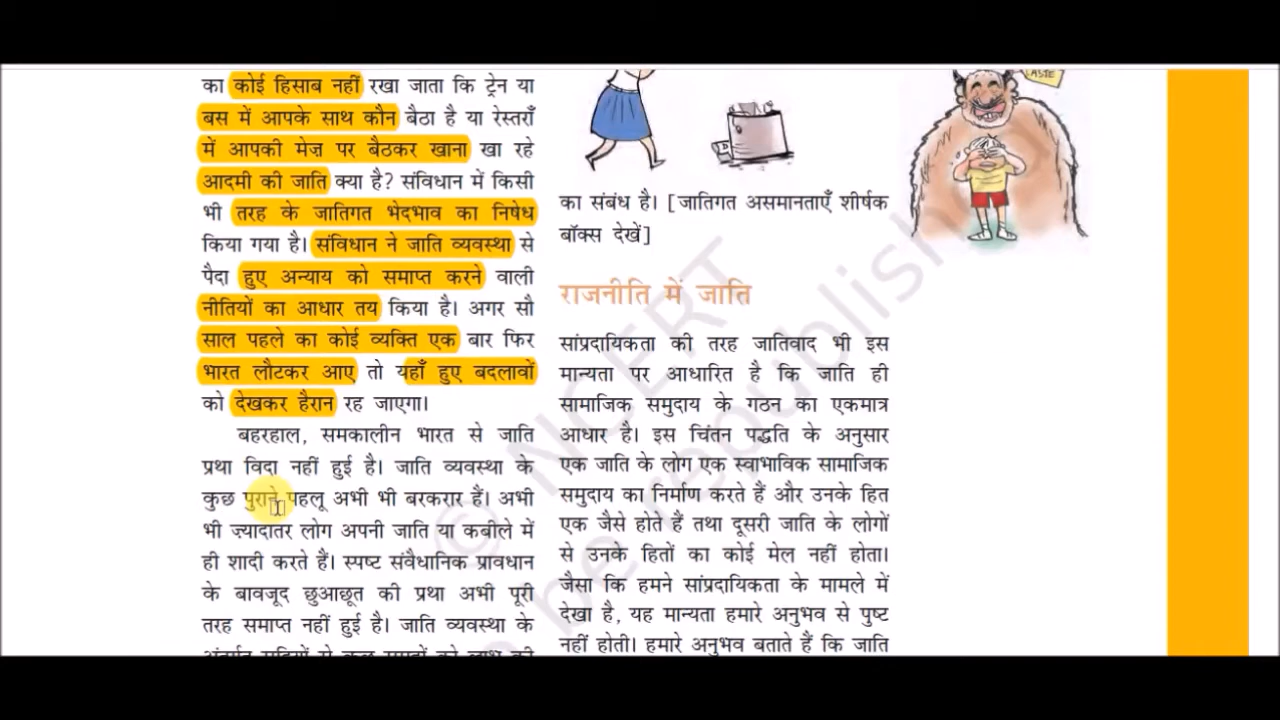 का कोई हिसाब नहीं रखा जाता कि ट्रेन या
बस में आपके साथ कौन बैठा है या रेस्तराँ
में आपकी मेज़ पर बैठकर खाना खा रहे
आदमी की जाति क्या है? संविधान में किसी
भी तरह के जातिगत भेदभाव का निषेध
किया गया है। संविधान ने जाति व्यवस्था से
पैदा हुए अन्याय को समाप्त करने वाली
नीतियों का आधार तय किया है। अगर सौ
साल पहले का कोई व्यक्ति एक बार फिर
भारत लौटकर आए तो यहाँ हुए बदलावों
को देखकर हैरान रह जाएगा।
बहरहाल, समकालीन भारत से जाति
प्रथा विदा नहीं हुई है। जाति व्यवस्था के
कुछ पुराने पहलू अभी भी बरकरार हैं। अभी
भी ज़्यादातर लोग अपनी जाति या कबीले में
ही शादी करते हैं। स्पष्ट संवैधानिक प्रावधान
के बावजूद छुआछूत की प्रथा अभी पूरी
तरह समाप्त नहीं हुई है। जाति व्यवस्था के
CASTE
का संबंध है। [जातिगत असमानताएँ शीर्षक
बॉक्स देखें]
राजनीति में जाति
सांप्रदायिकता की तरह जातिवाद भी इस
मान्यता पर आधारित है कि जाति ही
सामाजिक समुदाय के गठन का एकमात्र
आधार है। इस चिंतन पद्धति के अनुसार
एक जाति के लोग एक स्वाभाविक सामाजिक
समुदाय का निर्माण करते हैं और उनके हित
एक जैसे होते हैं तथा दूसरी जाति के लोगों
से उनके हितों का कोई मेल नहीं होता।
जैसा कि हमने सांप्रदायिकता के मामले में
देखा है, यह मान्यता हमारे अनुभव से पुष्ट
नहीं होती। हमारे अनुभव बताते हैं कि जाति
© NCERT
be republish